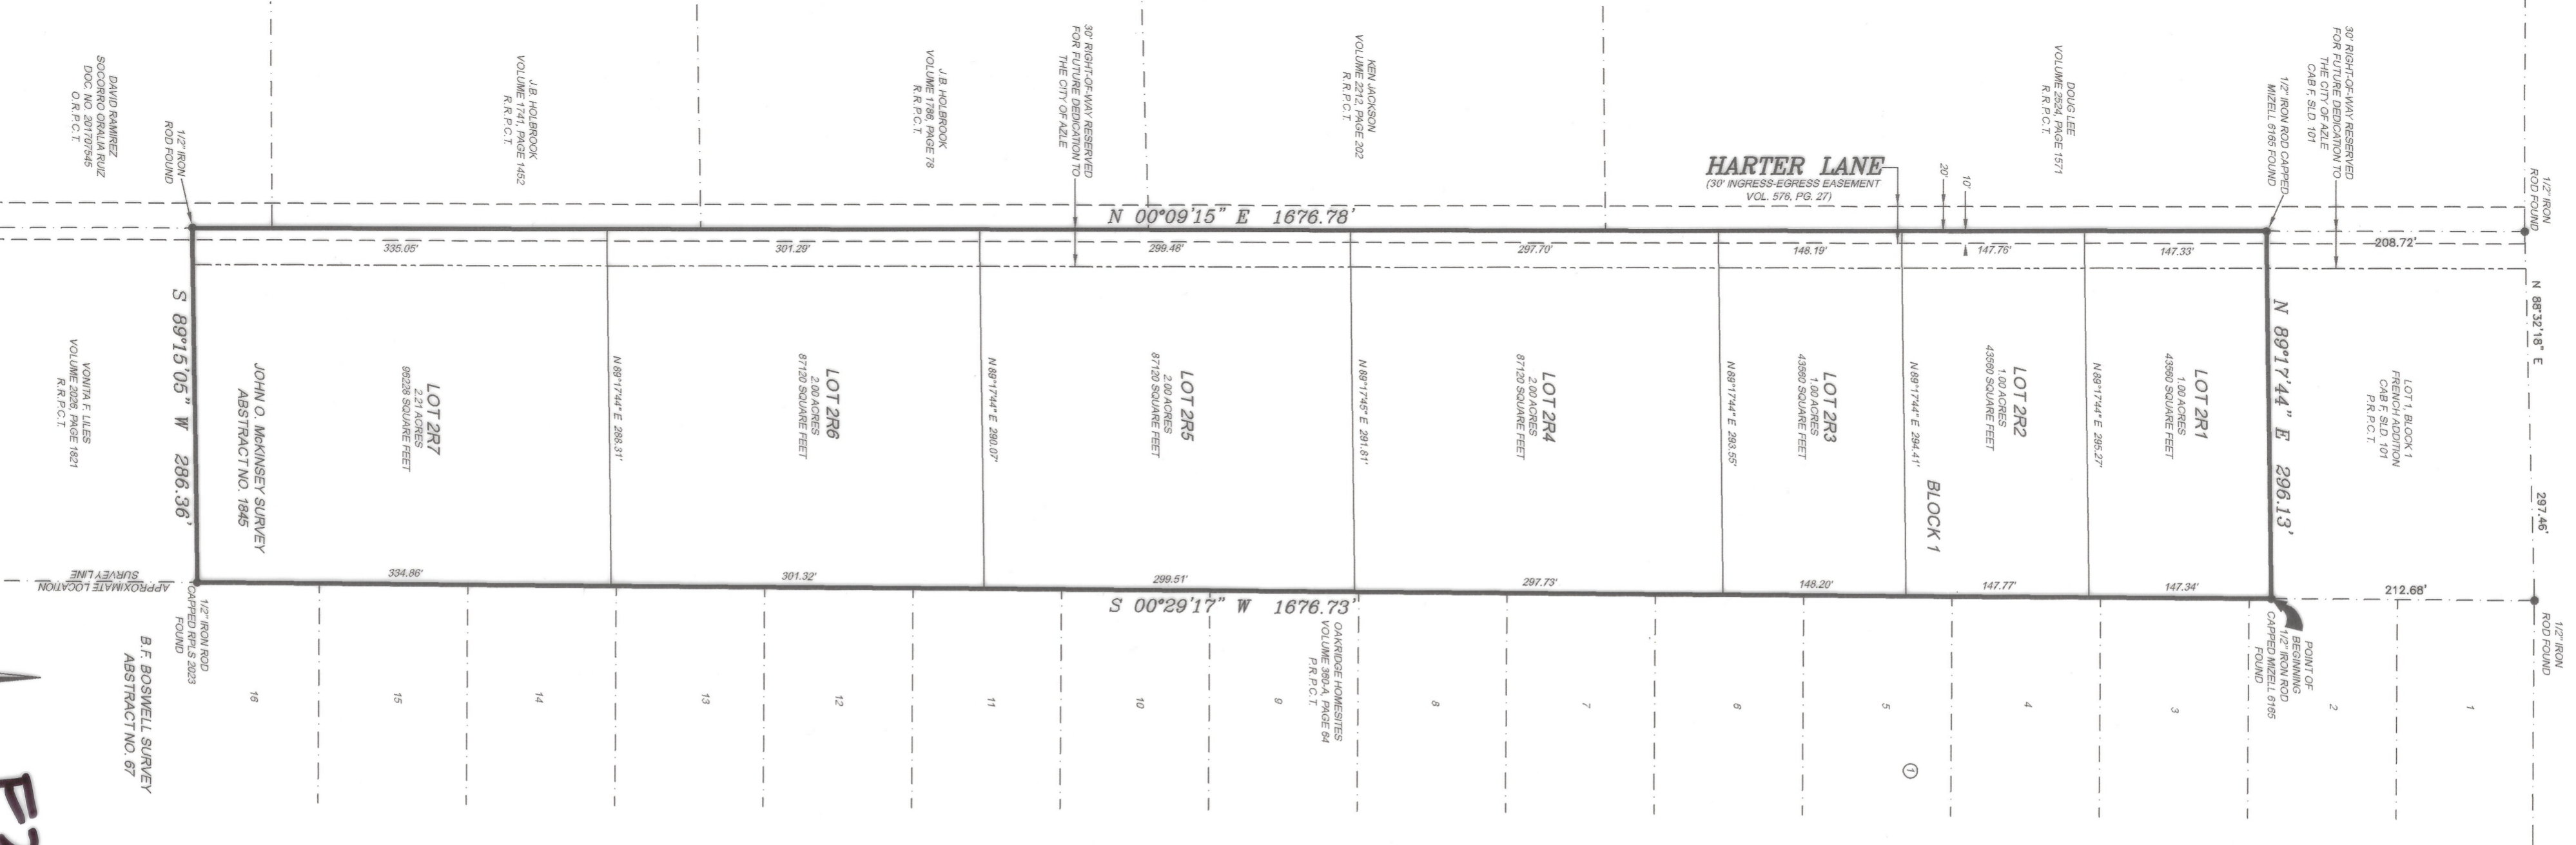 DAVID RAMIREZ
SOCORRO ORALIA RUIZ
DOC. NO. 201707545
O.R.P.C.T.
1/2" IRON
ROD FOUND
J.B. HOLBROOK
VOLUME 1741, PAGE 1452
R.R.P.C.T.
J.B. HOLBROOK
VOLUME 1786, PAGE 78
R.R.P.C.T.
30' RIGHT-OF-WAY RESERVED
FOR FUTURE DEDICATION TO
THE CITY OF AZLE
KEN JACKSON
VOLUME 2212, PAGE 202
R.R.P.C.T.
HARTER LANE
(30' INGRESS-EGRESS EASEMENT
VOL. 576, PG. 27)
20'
10'
DOUG LEE
VOLUME 2524, PAGE 1571
R.R.P.C.T.
1/2" IRON ROD CAPPED
MIZELL 6165 FOUND
30' RIGHT-OF-WAY RESERVED
FOR FUTURE DEDICATION TO
THE CITY OF AZLE
CAB F, SLD. 101
1/2" IRON
ROD FOUND
N 00°09'15" E 1676.78'
335.05'
301.29'
299.48'
297.70'
148.19'
147.76'
147.33'
208.72'
N 88°32'18" E
297.46'
S 89°15'05" W 286.36'
VONITA F. LILES
VOLUME 2026, PAGE 1821
R.R.P.C.T.
JOHN O. McKINSEY SURVEY
ABSTRACT NO. 1845
LOT 2R7
2.21 ACRES
96228 SQUARE FEET
N 89°17'44" E 288.31'
LOT 2R6
2.00 ACRES
87120 SQUARE FEET
N 89°17'44" E 290.07'
LOT 2R5
2.00 ACRES
87120 SQUARE FEET
N 89°17'45" E 291.81'
LOT 2R4
2.00 ACRES
87120 SQUARE FEET
N 89°17'44" E 293.55'
LOT 2R3
1.00 ACRES
43560 SQUARE FEET
N 89°17'44" E 294.41'
BLOCK 1
LOT 2R2
1.00 ACRES
43560 SQUARE FEET
N 89°17'44" E 295.27'
LOT 2R1
1.00 ACRES
43560 SQUARE FEET
N 89°17'44" E 296.13'
LOT 1, BLOCK 1
FRENCH ADDITION
CAB F, SLD. 101
P.R.P.C.T.
334.86'
301.32'
299.51'
297.73'
148.20'
147.77'
147.34'
212.68'
S 00°29'17" W 1676.73'
APPROXIMATE LOCATION
SURVEY LINE
1/2" IRON ROD
CAPPED RPLS 2023
FOUND
B.F. BOSWELL SURVEY
ABSTRACT NO. 67
OAKRIDGE HOMESITES
VOLUME 380-A, PAGE 64
P.R.P.C.T.
POINT OF
BEGINNING
1/2" IRON ROD
CAPPED MIZELL 6165
FOUND
1/2" IRON
ROD FOUND
16
15
14
13
12
11
10
9
8
7
6
5
4
3
2
1
1